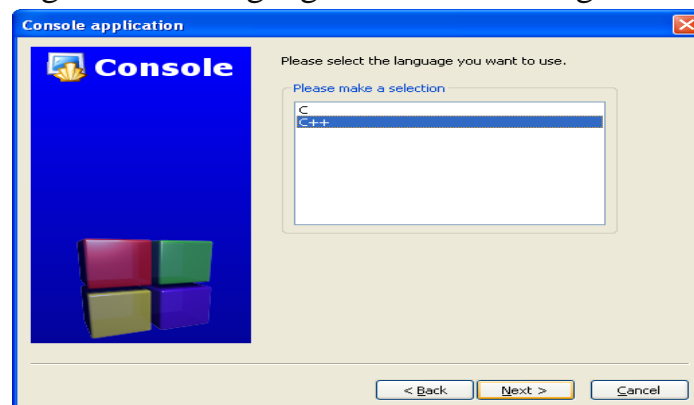 Console application
Console
Please select the language you want to use.
Please make a selection
C
C++
< Back
Next >
Cancel